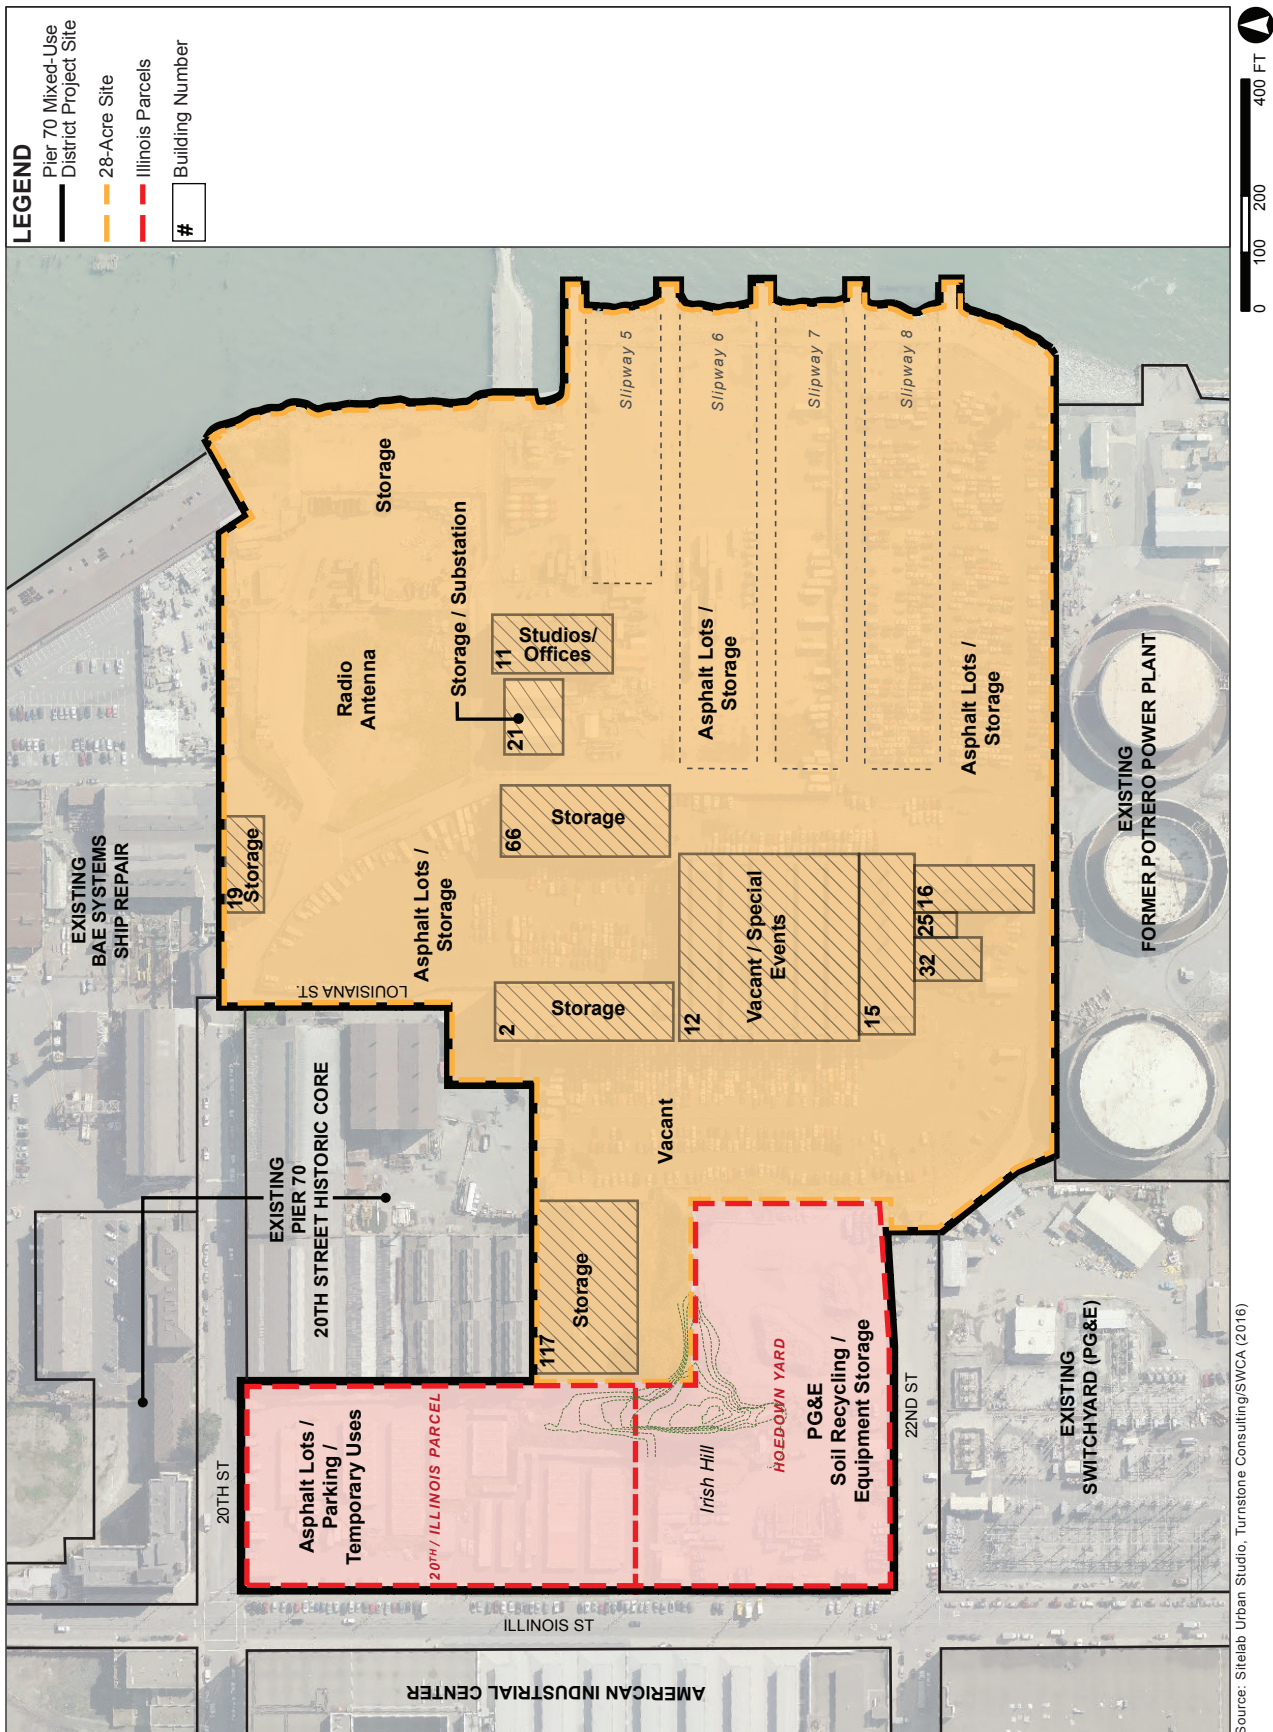 LEGEND
Pier 70 Mixed-Use
District Project Site
28-Acre Site
Illinois Parcels
#
Building Number
EXISTING
BAE SYSTEMS
SHIP REPAIR
EXISTING
PIER 70
20TH STREET HISTORIC CORE
20TH ST
LOUISIANA ST.
19
Storage
Radio
Antenna
Storage
Asphalt Lots /
Storage
Storage / Substation
21
11
Studios/
Offices
66
Storage
2
Storage
117
Storage
Vacant
12
Vacant / Special
Events
15
32
25
16
Slipway 5
Slipway 6
Slipway 7
Slipway 8
Asphalt Lots /
Storage
Asphalt Lots /
Storage
Asphalt Lots /
Parking /
Temporary Uses
20TH / ILLINOIS PARCEL
Irish Hill
HOEDOWN YARD
PG&E
Soil Recycling /
Equipment Storage
ILLINOIS ST
AMERICAN INDUSTRIAL CENTER
22ND ST
EXISTING
SWITCHYARD (PG&E)
EXISTING
FORMER POTRERO POWER PLANT
0
100
200
400 FT
Source: Sitelab Urban Studio, Turnstone Consulting/SWCA (2016)